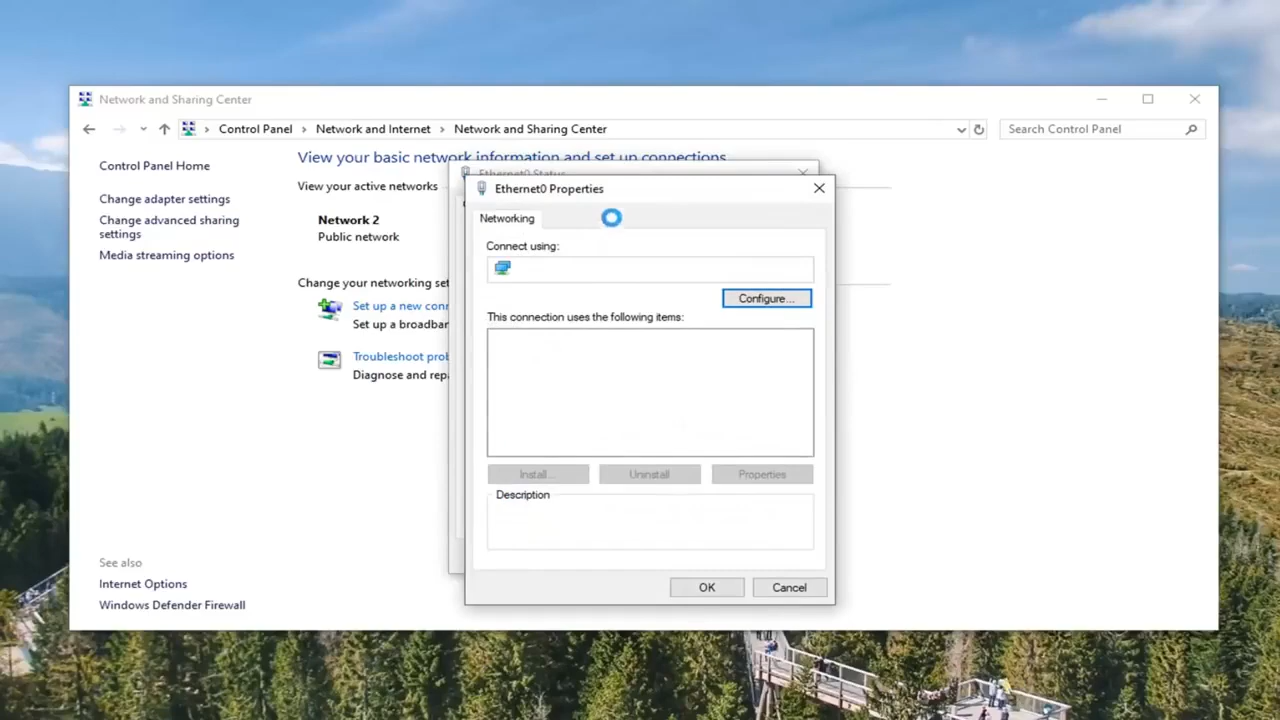 Network and Sharing Center
Control Panel > Network and Internet > Network and Sharing Center
Search Control Panel
Control Panel Home
Change adapter settings
Change advanced sharing
settings
Media streaming options
See also
Internet Options
Windows Defender Firewall
View your basic network information and set up connections
View your active networks
Network 2
Public network
Change your networking set
Set up a new conn
Set up a broadban
Troubleshoot prob
Diagnose and repa
Ethernet0 Status
Ethernet0 Properties
Networking
Connect using:
Configure...
This connection uses the following items:
Install...
Uninstall
Properties
Description
OK
Cancel